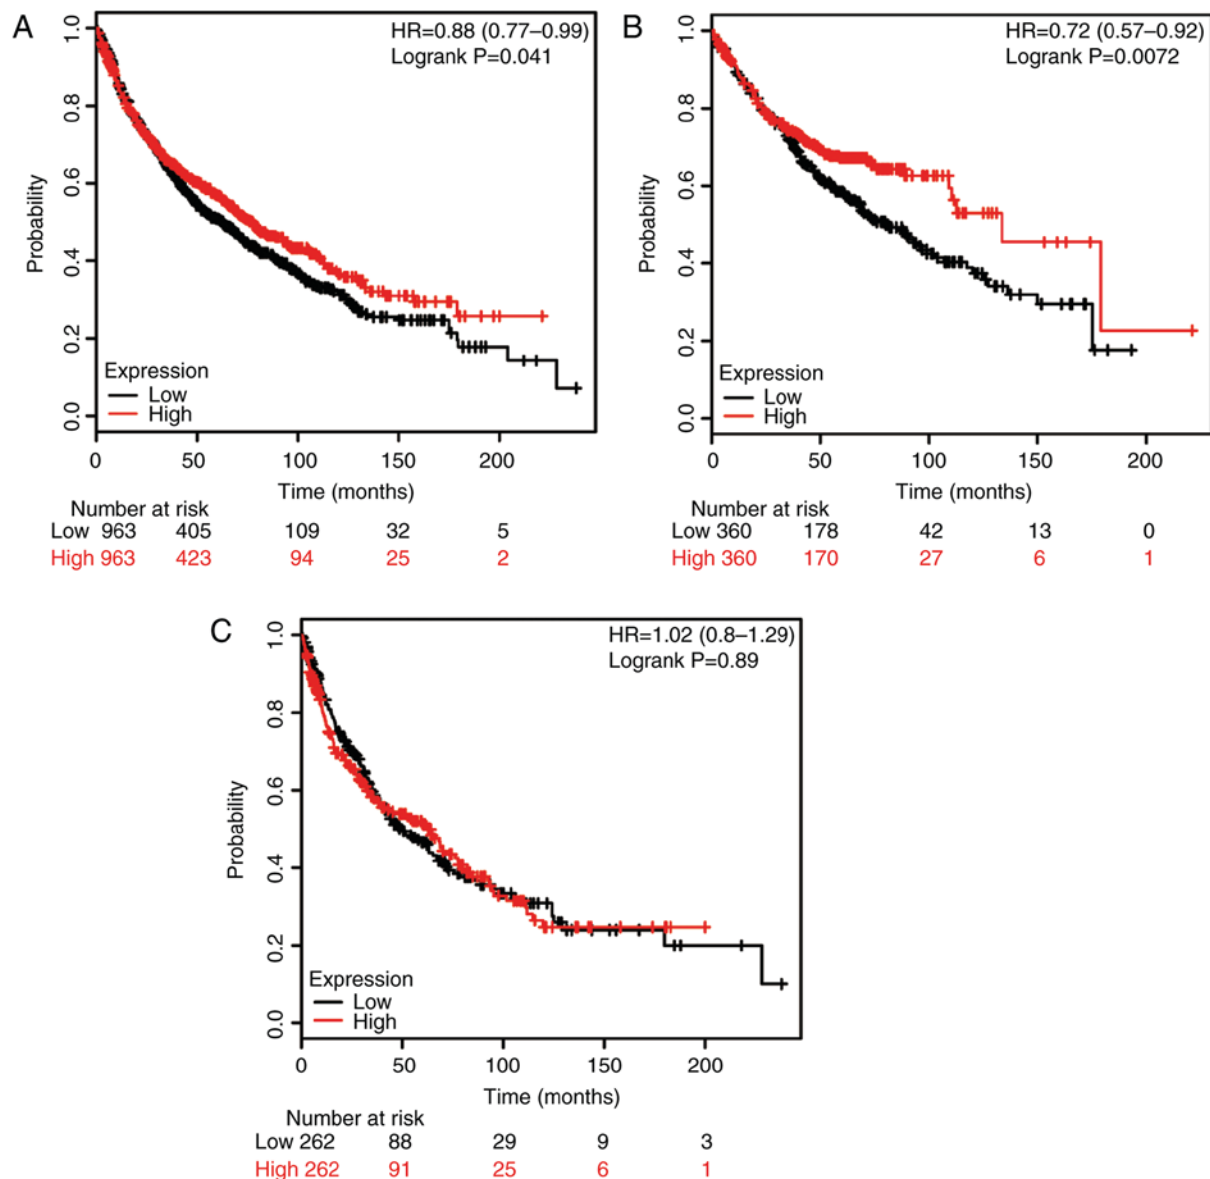 A
HR=0.88 (0.77–0.99)
Logrank P=0.041
Probability
1.0
0.8
0.6
0.4
0.2
0.0
Expression
Low
High
0 50 100 150 200
Time (months)
Number at risk
Low 963 405 109 32 5
High 963 423 94 25 2
B
HR=0.72 (0.57–0.92)
Logrank P=0.0072
Probability
1.0
0.8
0.6
0.4
0.2
0.0
Expression
Low
High
0 50 100 150 200
Time (months)
Number at risk
Low 360 178 42 13 0
High 360 170 27 6 1
C
HR=1.02 (0.8–1.29)
Logrank P=0.89
Probability
1.0
0.8
0.6
0.4
0.2
0.0
Expression
Low
High
0 50 100 150 200
Time (months)
Number at risk
Low 262 88 29 9 3
High 262 91 25 6 1